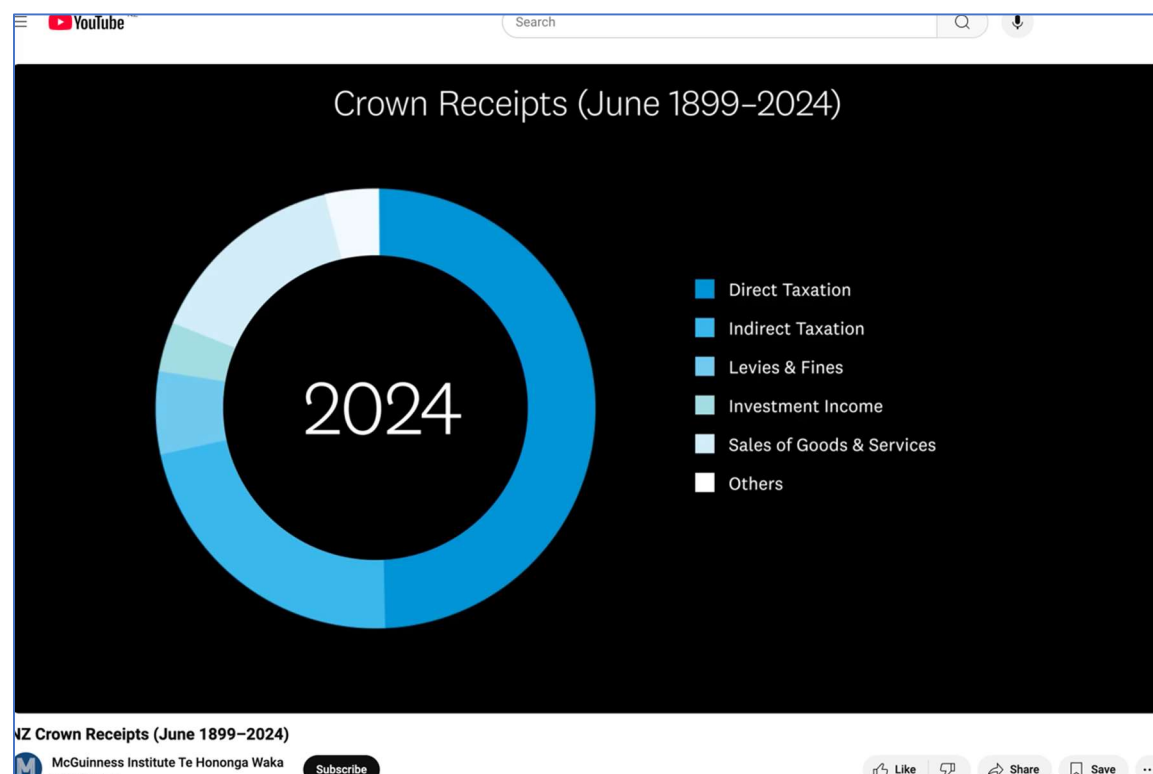 YouTube NZ
Search
Crown Receipts (June 1899–2024)
2024
Direct Taxation
Indirect Taxation
Levies & Fines
Investment Income
Sales of Goods & Services
Others
NZ Crown Receipts (June 1899–2024)
M
McGuinness Institute Te Hononga Waka
Subscribe
Like
Share
Save